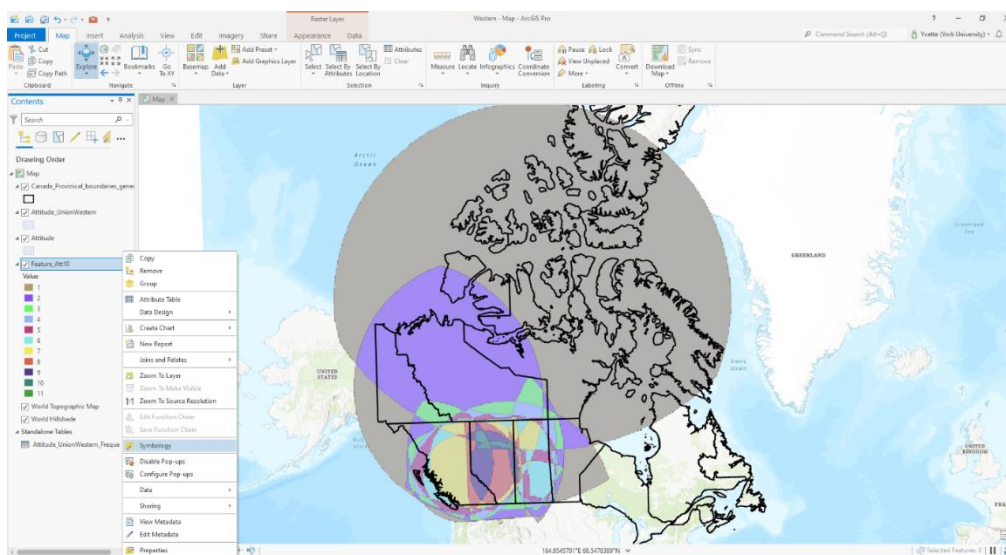 Raster Layer
Western - Map - ArcGIS Pro
Project Map Insert Analysis View Edit Imagery Share Appearance Data
Command Search (Alt+Q)
Yvette (York University)
Cut
Copy
Copy Path
Paste
Clipboard
Explore
Bookmarks
Go To XY
Navigate
Basemap
Add Data
Add Preset
Add Graphics Layer
Layer
Select
Select By Attributes
Select By Location
Attributes
Clear
Selection
Measure
Locate
Infographics
Coordinate Conversion
Inquiry
Pause
Lock
View Unplaced
More
Convert
Labeling
Download Map
Sync
Remove
Offline
Contents
Map
Search
Drawing Order
Map
Canada_Provincial_boundaries_gene
Attitude_UnionWestern
Attitude
Feature_Att10
Value
1
2
3
4
5
6
7
8
9
10
11
World Topographic Map
World Hillshade
Standalone Tables
Attitude_UnionWestern_Freque
Copy
Remove
Group
Attribute Table
Data Design
Create Chart
New Report
Joins and Relates
Zoom To Layer
Zoom To Make Visible
Zoom To Source Resolution
Edit Function Chain
Save Function Chain
Symbology
Disable Pop-ups
Configure Pop-ups
Data
Sharing
View Metadata
Edit Metadata
Properties
Arctic
Ocean
GREENLAND
UNITED
STATES
Davis
Strait
UNITED
KINGDOM
164.9545791°E 68.5476389°N
Selected Features: 0